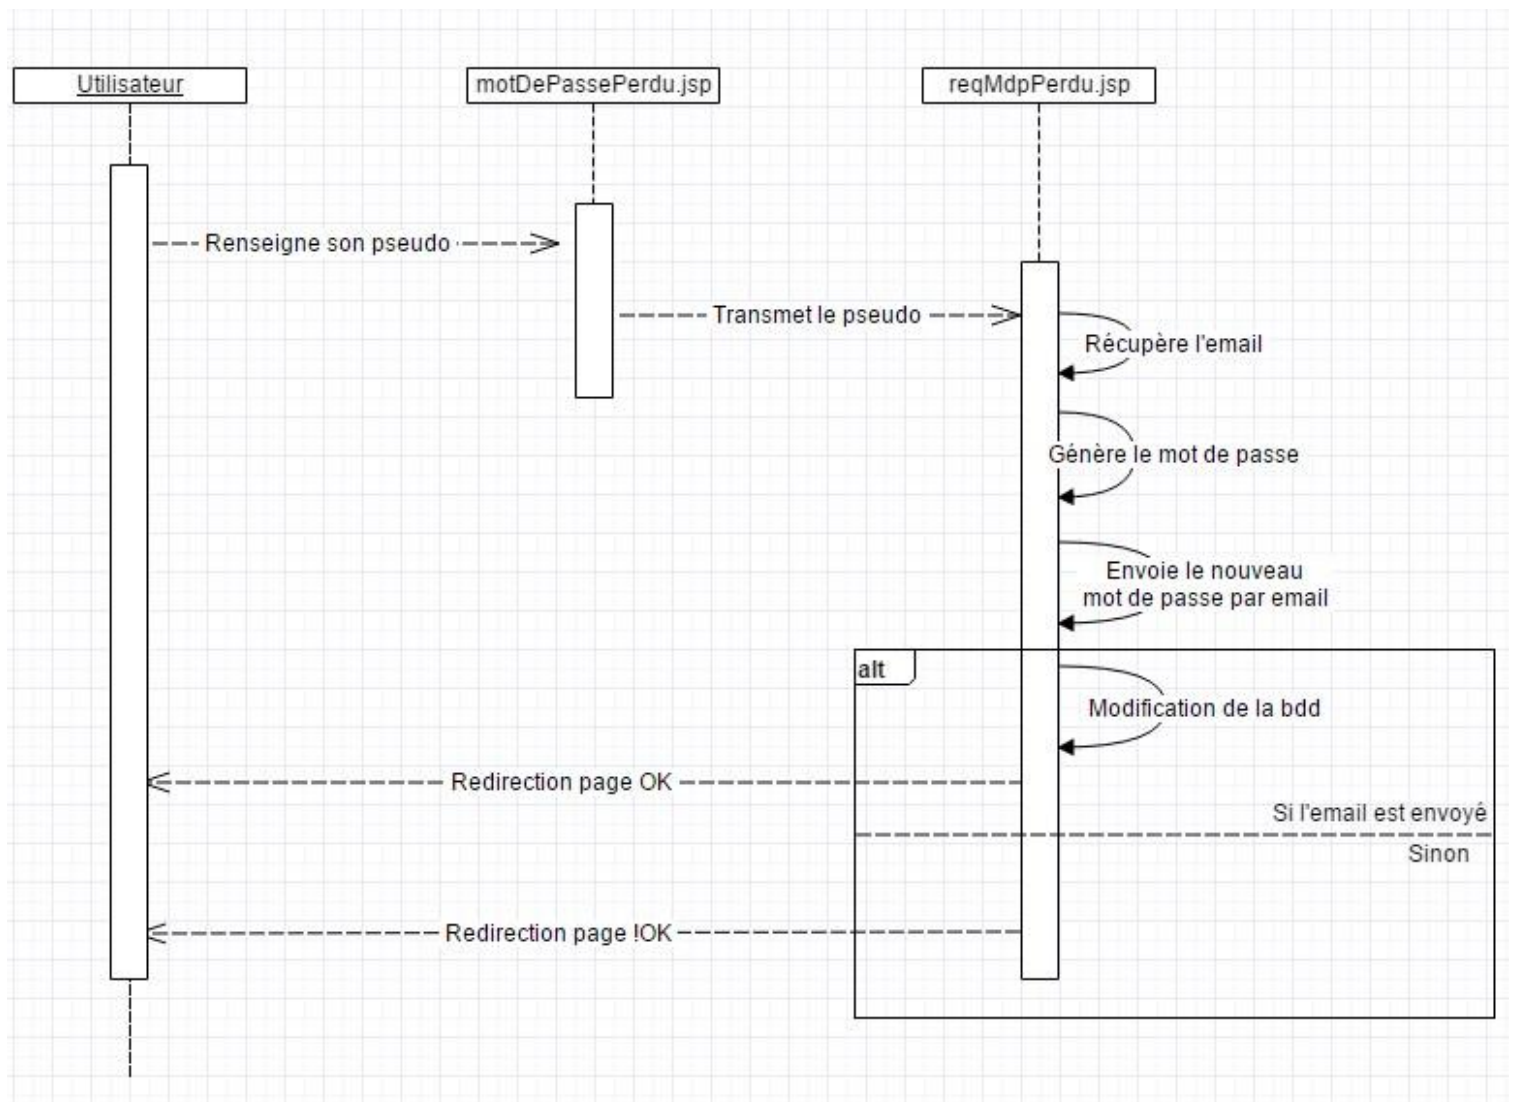 Utilisateur
motDePassePerdu.jsp
reqMdpPerdu.jsp
Renseigne son pseudo
Transmet le pseudo
Récupère l'email
Génère le mot de passe
Envoie le nouveau
mot de passe par email
alt
Modification de la bdd
Redirection page OK
Si l'email est envoyé
Sinon
Redirection page !OK